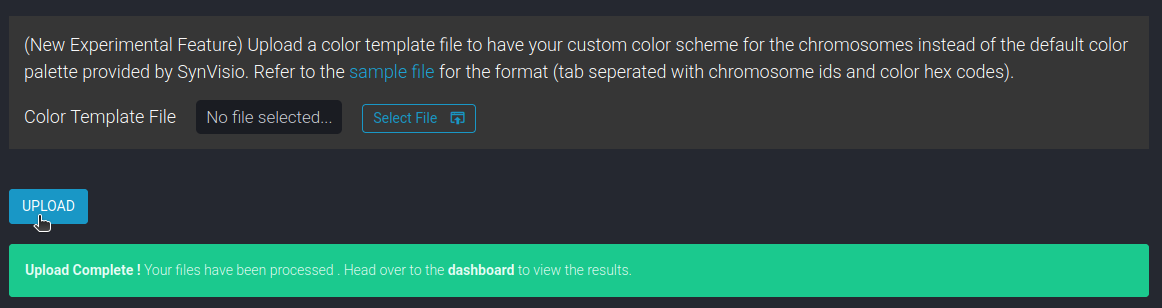 (New Experimental Feature) Upload a color template file to have your custom color scheme for the chromosomes instead of the default color
palette provided by SynVisio. Refer to the sample file for the format (tab seperated with chromosome ids and color hex codes).
Color Template File No file selected... Select File
UPLOAD
Upload Complete ! Your files have been processed . Head over to the dashboard to view the results.